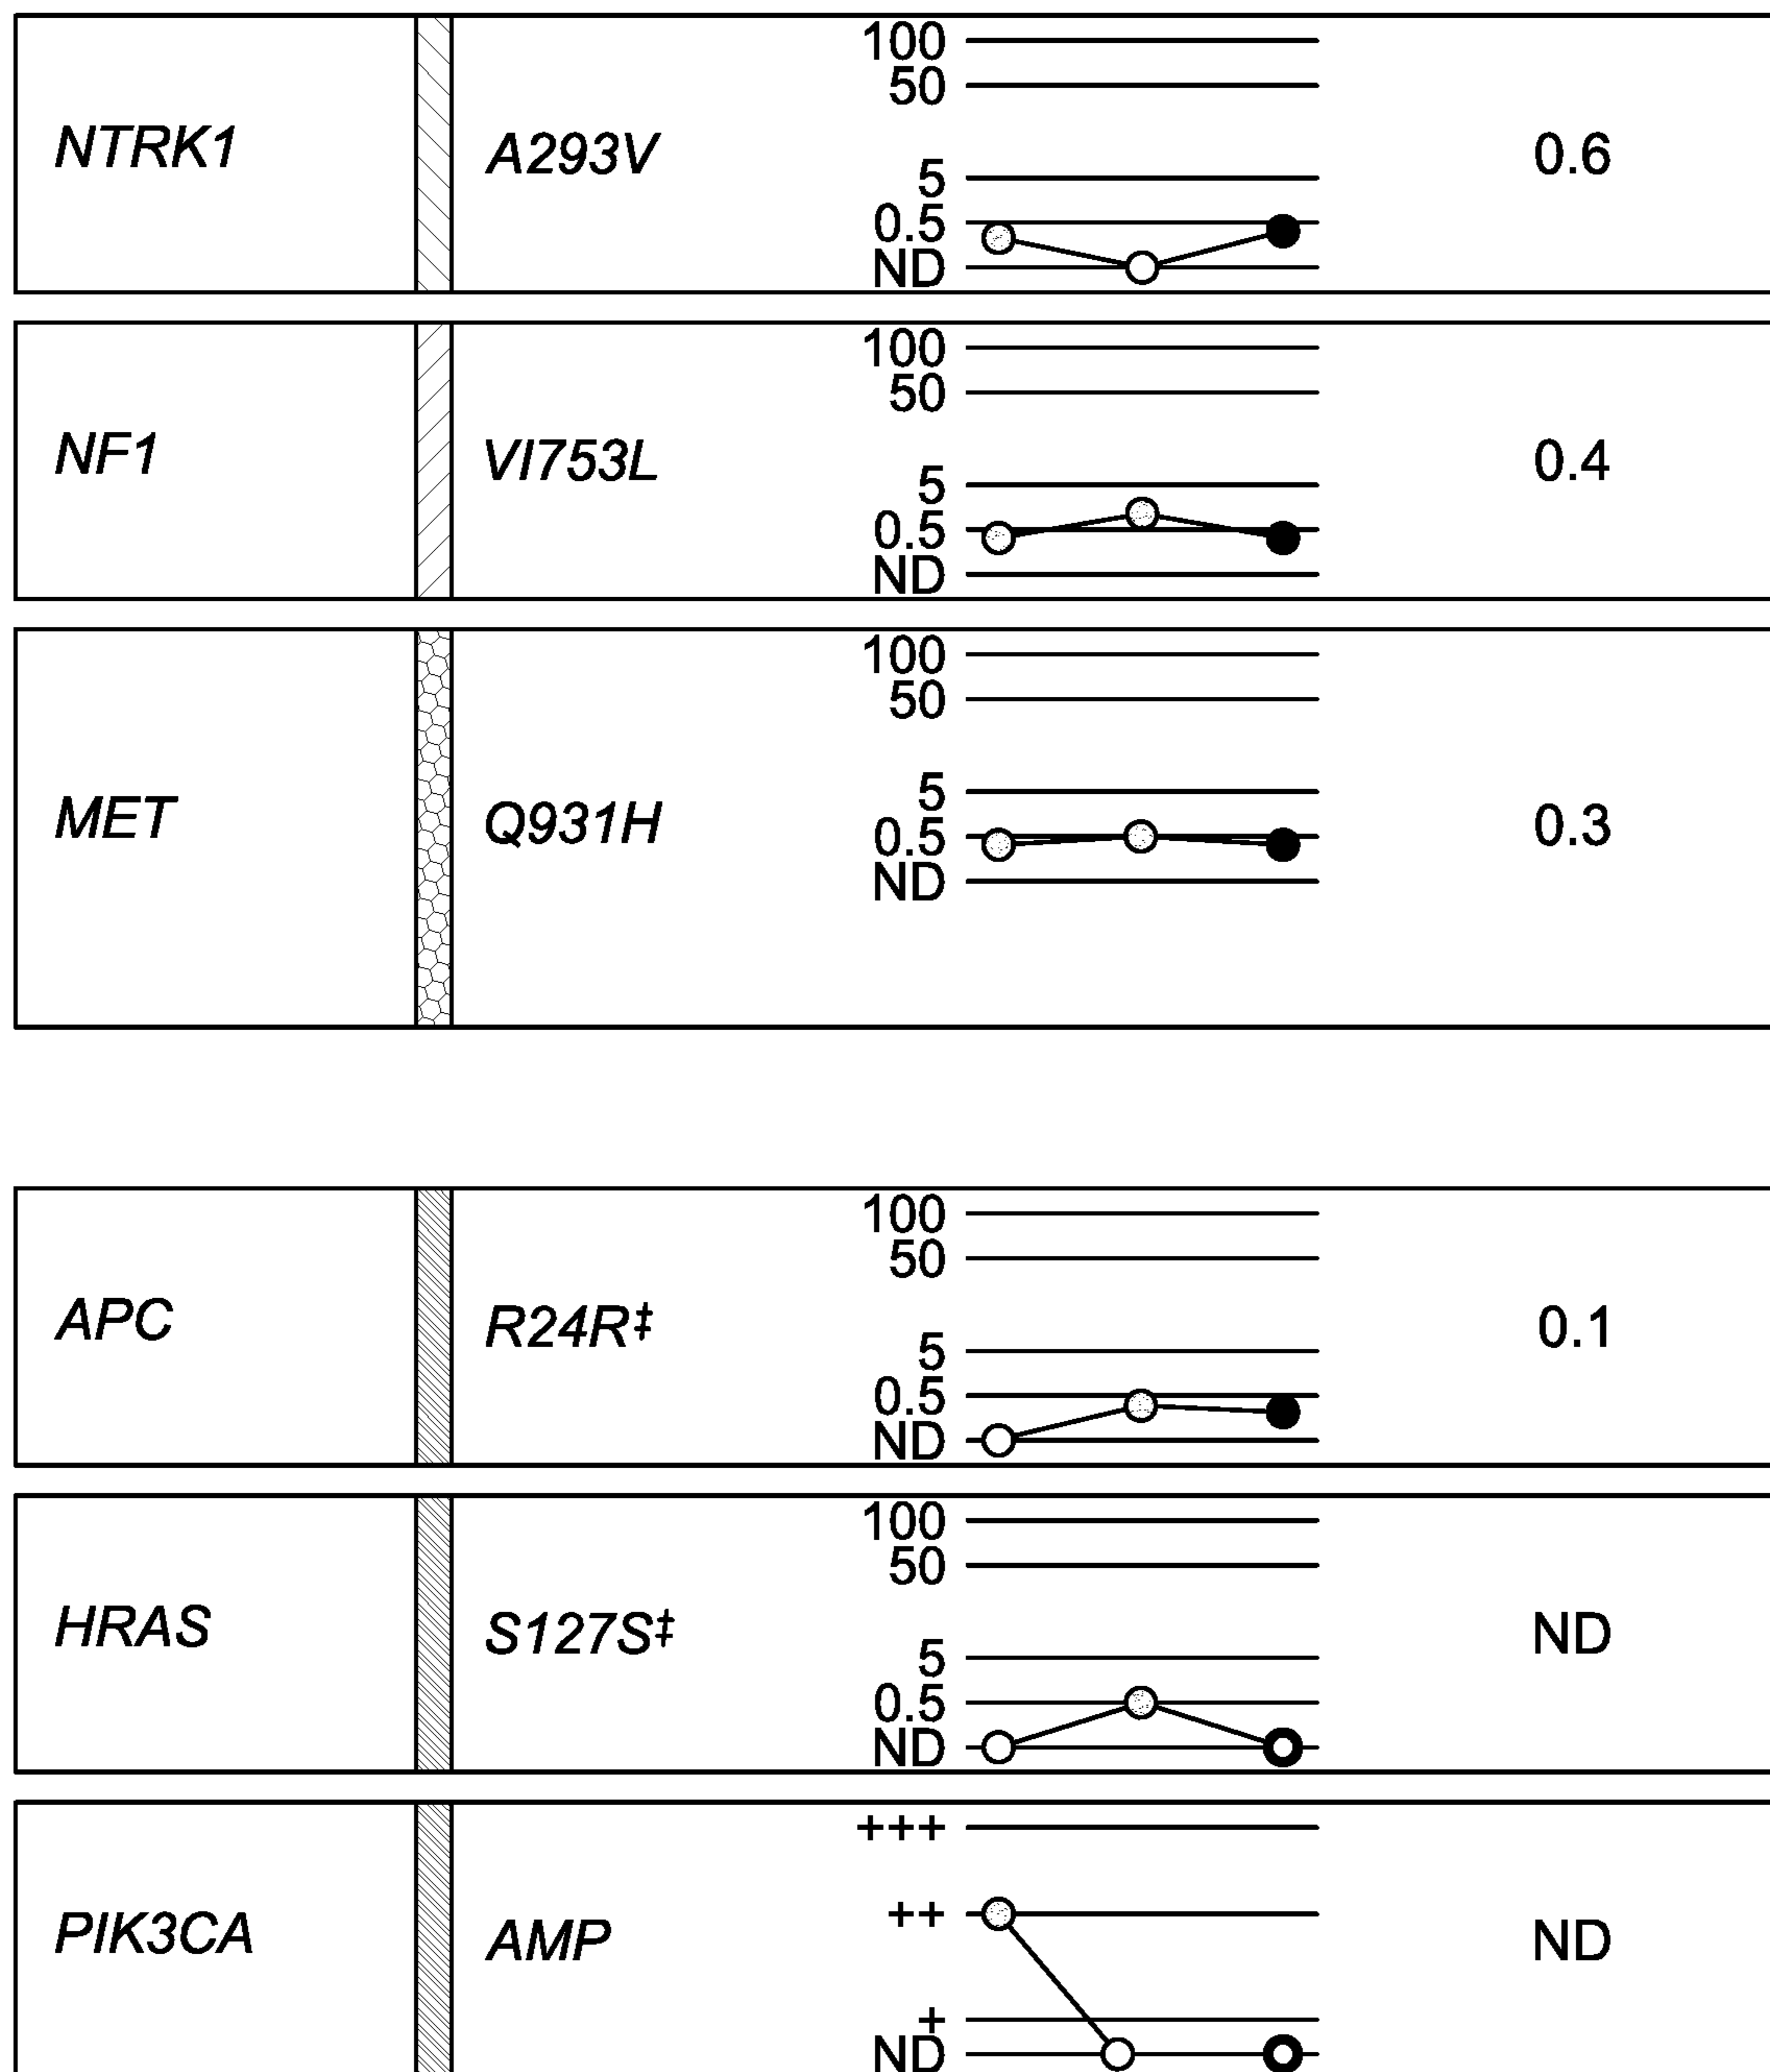 100
50
NTRK1 A293V 0.6
5
0.5
ND
100
50
NF1 VI753L 0.4
5
0.5
ND
100
50
5
MET Q931H 0.3
0.5
ND
100
50
APC R24R‡ 0.1
5
0.5
ND
100
50
HRAS S127S‡ ND
5
0.5
ND
+++
++
PIK3CA AMP ND
+
ND